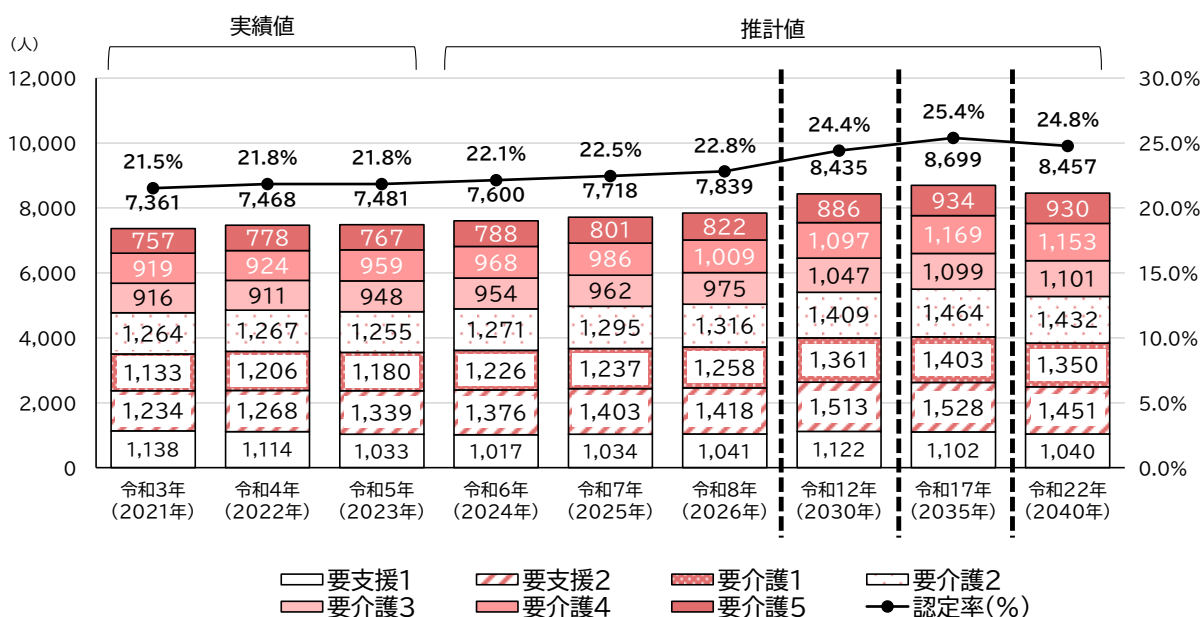 実績値 推計値
(人)
12,000 30.0%
10,000 25.0%
8,000 20.0%
6,000 15.0%
4,000 10.0%
2,000 5.0%
0 0.0%
21.5% 21.8% 21.8% 22.1% 22.5% 22.8% 24.4% 25.4% 24.8%
7,361 7,468 7,481 7,600 7,718 7,839 8,435 8,699 8,457
757 778 767 788 801 822 886 934 930
919 924 959 968 986 1,009 1,097 1,169 1,153
916 911 948 954 962 975 1,047 1,099 1,101
1,264 1,267 1,255 1,271 1,295 1,316 1,409 1,464 1,432
1,133 1,206 1,180 1,226 1,237 1,258 1,361 1,403 1,350
1,234 1,268 1,339 1,376 1,403 1,418 1,513 1,528 1,451
1,138 1,114 1,033 1,017 1,034 1,041 1,122 1,102 1,040
令和3年 令和4年 令和5年 令和6年 令和7年 令和8年 令和12年 令和17年 令和22年
(2021年) (2022年) (2023年) (2024年) (2025年) (2026年) (2030年) (2035年) (2040年)
要支援1 要支援2 要介護1 要介護2
要介護3 要介護4 要介護5 認定率(%)